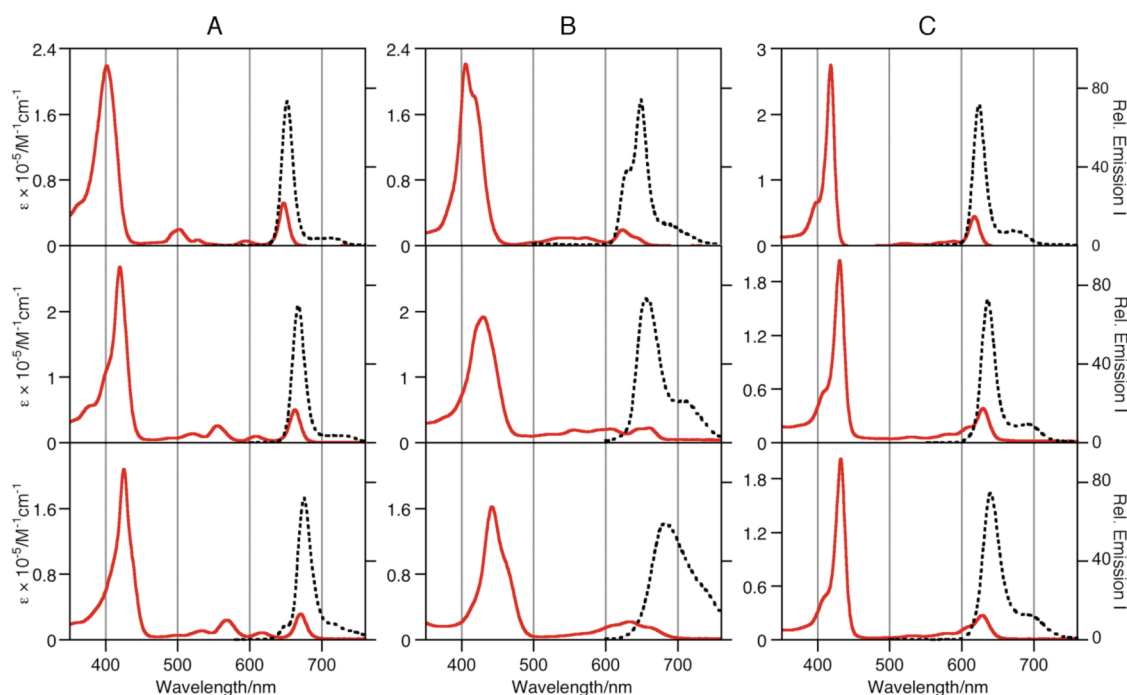 A B C
2.4 2.4 3
1.6 1.6 2 80
0.8 0.8 1 40
0 0 0 0
ε × 10⁻⁵/M⁻¹cm⁻¹
Rel. Emission I
2 2 1.8 80
1.2
1 1 0.6 40
0 0 0 0
ε × 10⁻⁵/M⁻¹cm⁻¹
Rel. Emission I
1.6 1.6 1.8 80
1.2
0.8 0.8 0.6 40
0 0 0 0
ε × 10⁻⁵/M⁻¹cm⁻¹
Rel. Emission I
400 500 600 700 400 500 600 700 400 500 600 700
Wavelength/nm Wavelength/nm Wavelength/nm